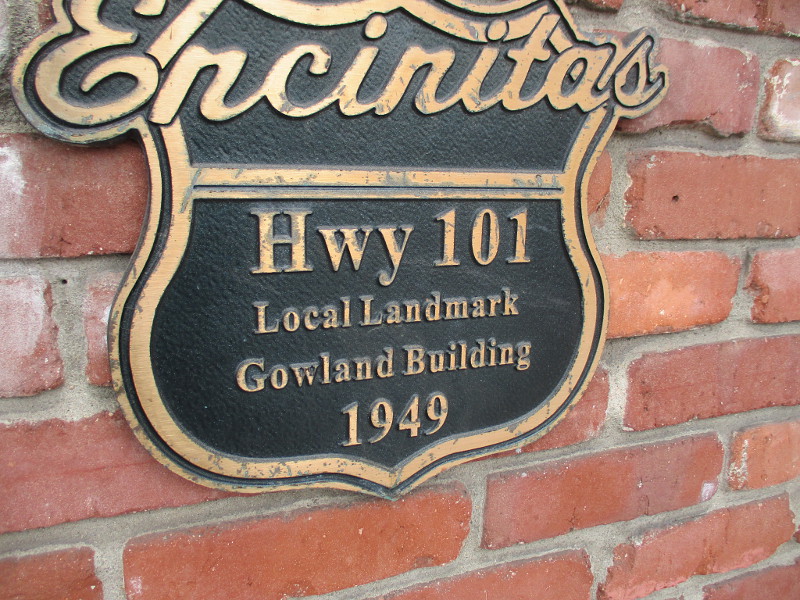 Encinitas
Hwy 101
Local Landmark
Gowland Building
1949